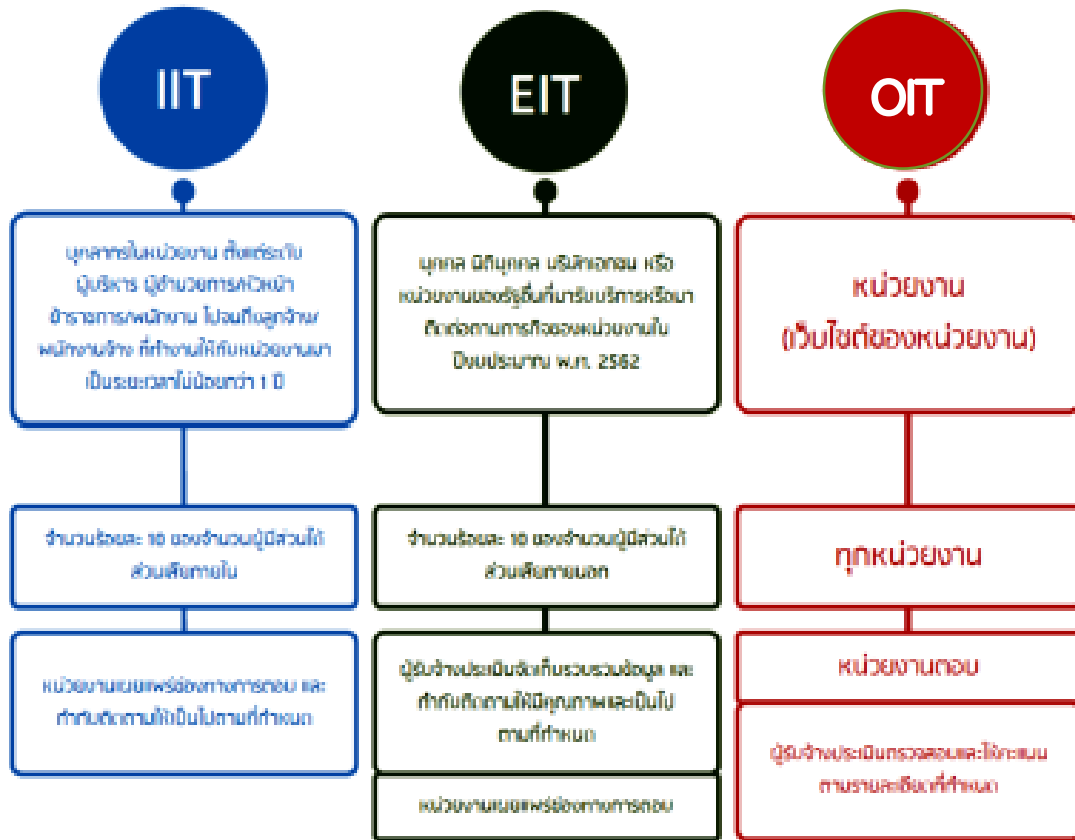 IIT
บุคลากรในหน่วยงาน ตั้งแต่ระดับ
ผู้บริหาร ผู้อำนวยการ/หัวหน้า
ข้าราชการ/พนักงาน ไปจนถึงลูกจ้าง/
พนักงานจ้าง ที่ทำงานให้กับหน่วยงานมา
เป็นระยะเวลาไม่น้อยกว่า 1 ปี
จำนวนร้อยละ 10 ของจำนวนผู้มีส่วนได้
ส่วนเสียภายใน
หน่วยงานเผยแพร่ช่องทางการตอบ และ
กำกับติดตามให้เป็นไปตามที่กำหนด
EIT
บุคคล นิติบุคคล บริษัทเอกชน หรือ
หน่วยงานของรัฐอื่นที่มารับบริการหรือมา
ติดต่อตามภารกิจของหน่วยงานใน
ปีงบประมาณ พ.ศ. 2562
จำนวนร้อยละ 10 ของจำนวนผู้มีส่วนได้
ส่วนเสียภายนอก
ผู้รับจ้างประเมินจัดเก็บรวบรวมข้อมูล และ
กำกับติดตามให้มีคุณภาพและเป็นไป
ตามที่กำหนด
หน่วยงานเผยแพร่ช่องทางการตอบ
OIT
หน่วยงาน
(เว็บไซต์ของหน่วยงาน)
ทุกหน่วยงาน
หน่วยงานตอบ
ผู้รับจ้างประเมินตรวจสอบและให้คะแนน
ตามรายละเอียดที่กำหนด